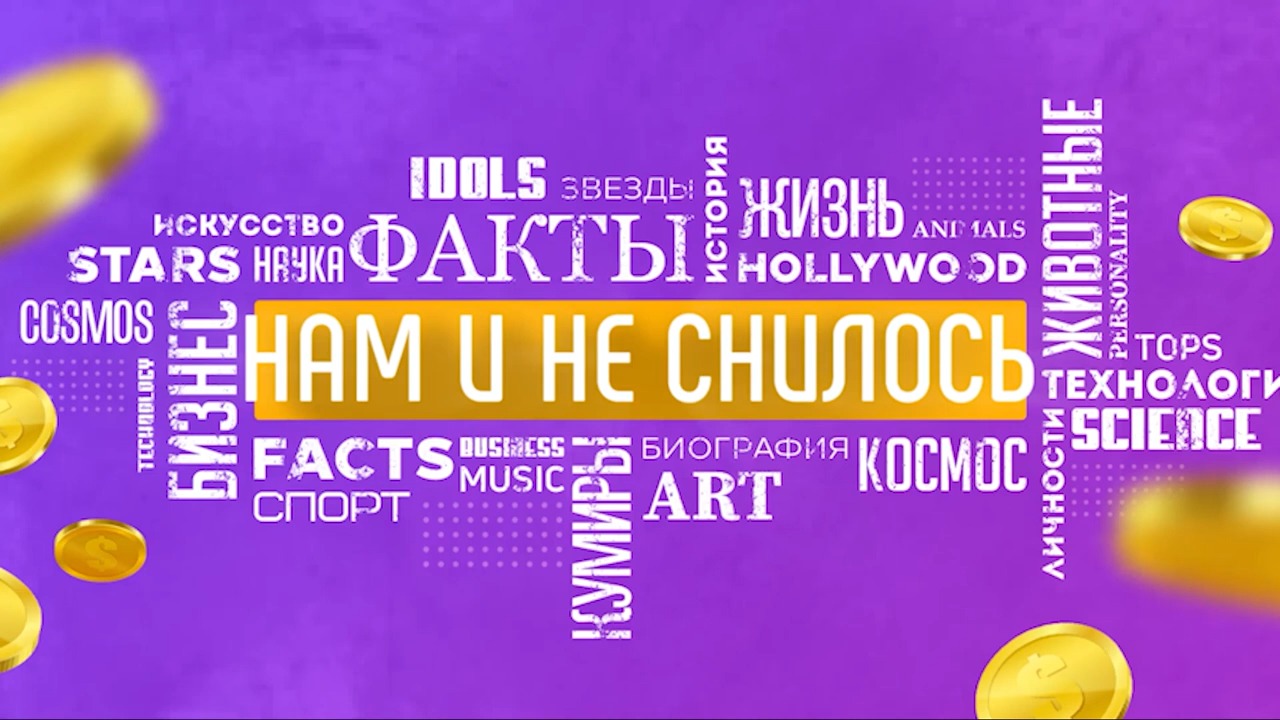 IDOLS
ЗВЕЗДЫ
ИСТОРИЯ
ЖИЗНЬ
ANIMALS
ЖИВОТНЫЕ
PERSONALITY
ИСКУССТВО
STARS
НАУКА
ФАКТЫ
HOLLYWOOD
COSMOS
TECHNOLOGY
БИЗНЕС
НАМ И НЕ СНИЛОСЬ
TOPS
ТЕХНОЛОГИ
SCIENCE
ЛИЧНОСТИ
FACTS
BUSINESS
MUSIC
СПОРТ
КУМИРЫ
БИОГРАФИЯ
ART
КОСМОС